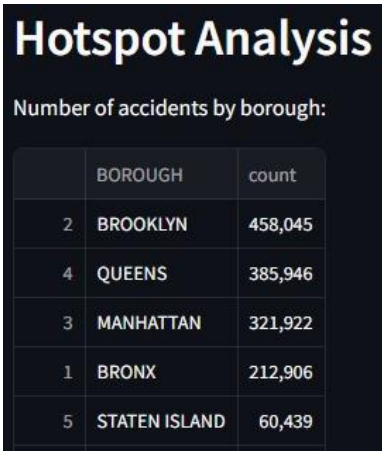 Hotspot Analysis
Number of accidents by borough:
BOROUGH count
2 BROOKLYN 458,045
4 QUEENS 385,946
3 MANHATTAN 321,922
1 BRONX 212,906
5 STATEN ISLAND 60,439